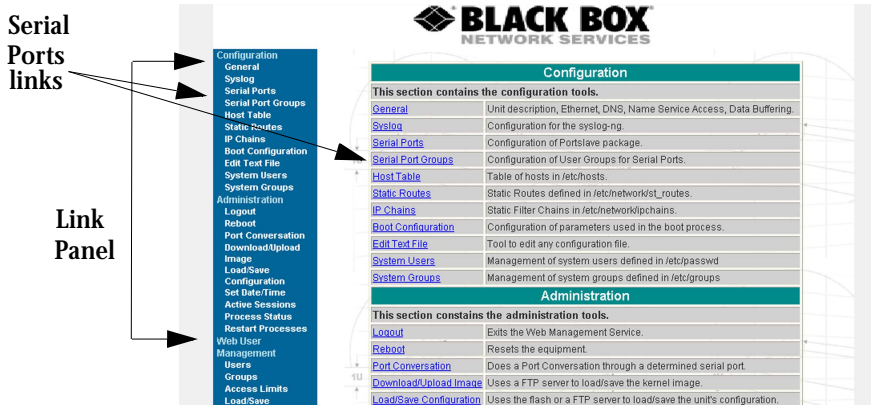 Serial
Ports
links
Link
Panel
BLACK BOX
NETWORK SERVICES
Configuration
General
Syslog
Serial Ports
Serial Port Groups
Host Table
Static Routes
IP Chains
Boot Configuration
Edit Text File
System Users
System Groups
Administration
Logout
Reboot
Port Conversation
Download/Upload
Image
Load/Save
Configuration
Set Date/Time
Active Sessions
Process Status
Restart Processes
Web User
Management
Users
Groups
Access Limits
Load/Save
Configuration
This section contains the configuration tools.
General Unit description, Ethernet, DNS, Name Service Access, Data Buffering.
Syslog Configuration for the syslog-ng.
Serial Ports Configuration of Portslave package.
Serial Port Groups Configuration of User Groups for Serial Ports.
Host Table Table of hosts in /etc/hosts.
Static Routes Static Routes defined in /etc/network/st_routes.
IP Chains Static Filter Chains in /etc/network/ipchains.
Boot Configuration Configuration of parameters used in the boot process.
Edit Text File Tool to edit any configuration file.
System Users Management of system users defined in /etc/passwd
System Groups Management of system groups defined in /etc/groups
Administration
This section constains the administration tools.
Logout Exits the Web Management Service.
Reboot Resets the equipment.
Port Conversation Does a Port Conversation through a determined serial port.
1U
Download/Upload Image Uses a FTP server to load/save the kernel image.
Load/Save Configuration Uses the flash or a FTP server to load/save the unit's configuration.